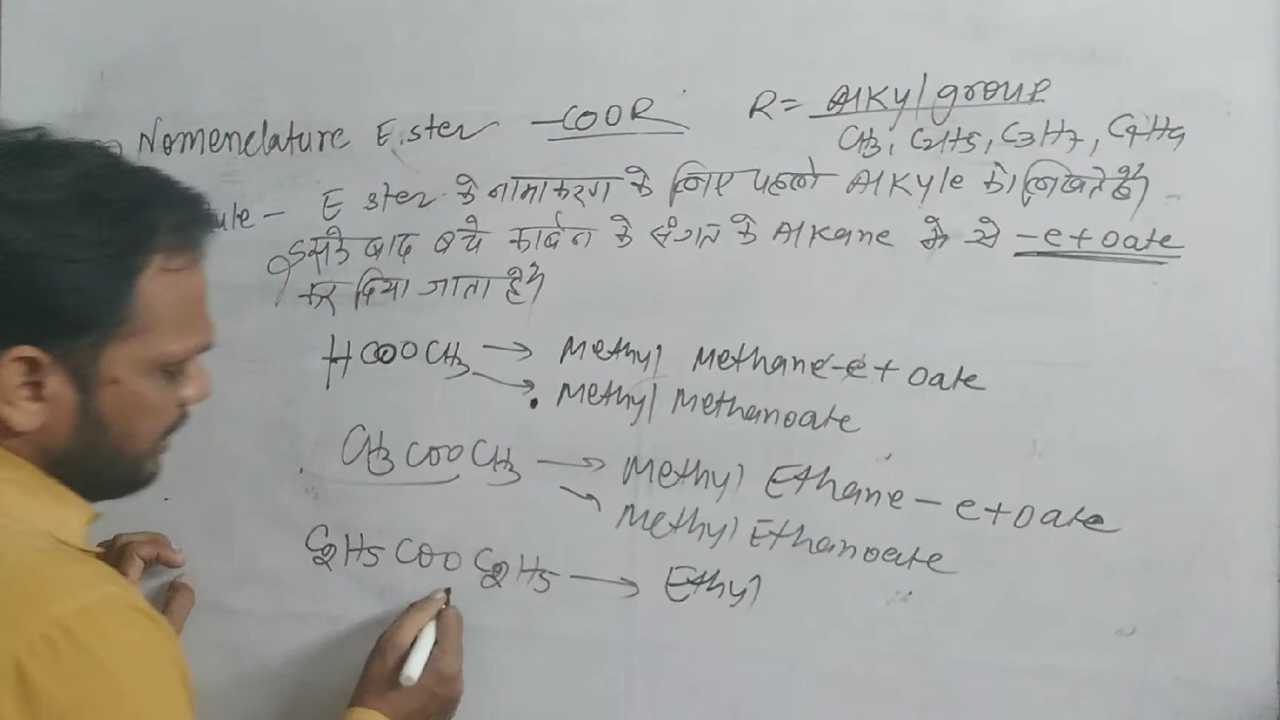 Nomenclature Ester -COOR R= Alkyl group
CH3, C2H5, C3H7, C4H9
ule - Ester के नामाकरण के लिए पहले Alkyle को लिखते हैं
इसके बाद बचे कार्बन के संगत के Alkane मे से -e+oate
कर दिया जाता है
HCOOCH3 → Methyl Methane-e+oate
→ Methyl Methanoate
CH3COOCH3 → Methyl Ethane-e+oate
→ Methyl Ethanoate
C2H5COOC2H5 → Ethyl